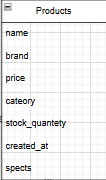 Products
name
brand
price
cateory
stock_quantety
created_at
spects